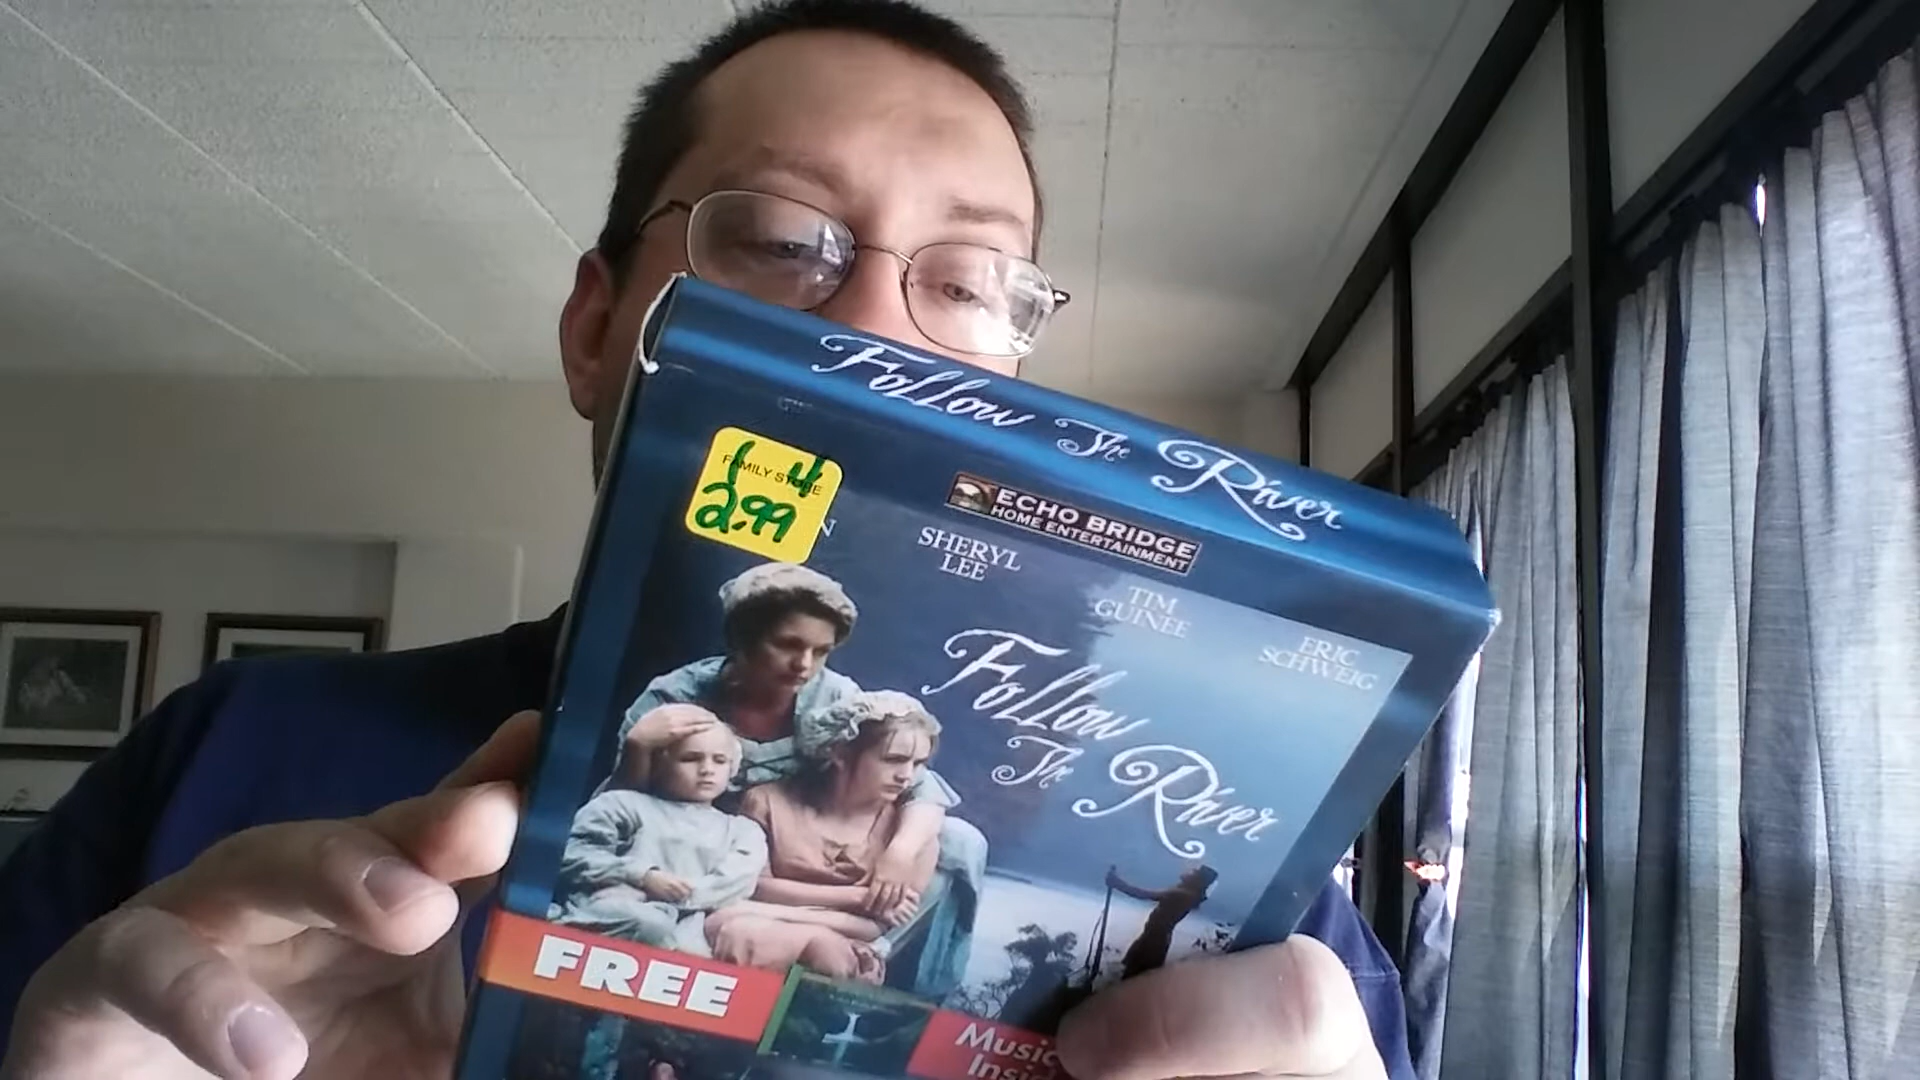 Follow The River
FAMILY STORE
14
2.99
N
ECHO BRIDGE
HOME ENTERTAINMENT
SHERYL
LEE
TIM
GUINEE
ERIC
SCHWEIG
Follow
The
River
FREE
Music